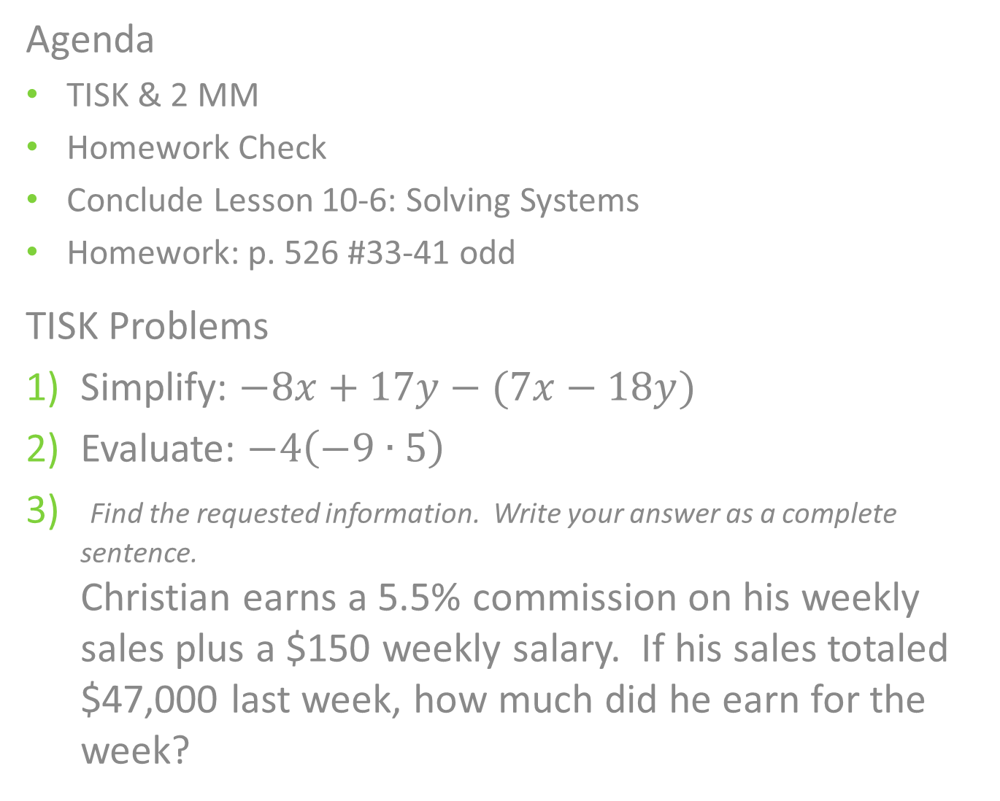 Agenda
• TISK & 2 MM
• Homework Check
• Conclude Lesson 10-6: Solving Systems
• Homework: p. 526 #33-41 odd
TISK Problems
1) Simplify: −8x + 17y − (7x − 18y)
2) Evaluate: −4(−9 · 5)
3) Find the requested information.  Write your answer as a complete
sentence.
Christian earns a 5.5% commission on his weekly
sales plus a $150 weekly salary.  If his sales totaled
$47,000 last week, how much did he earn for the
week?